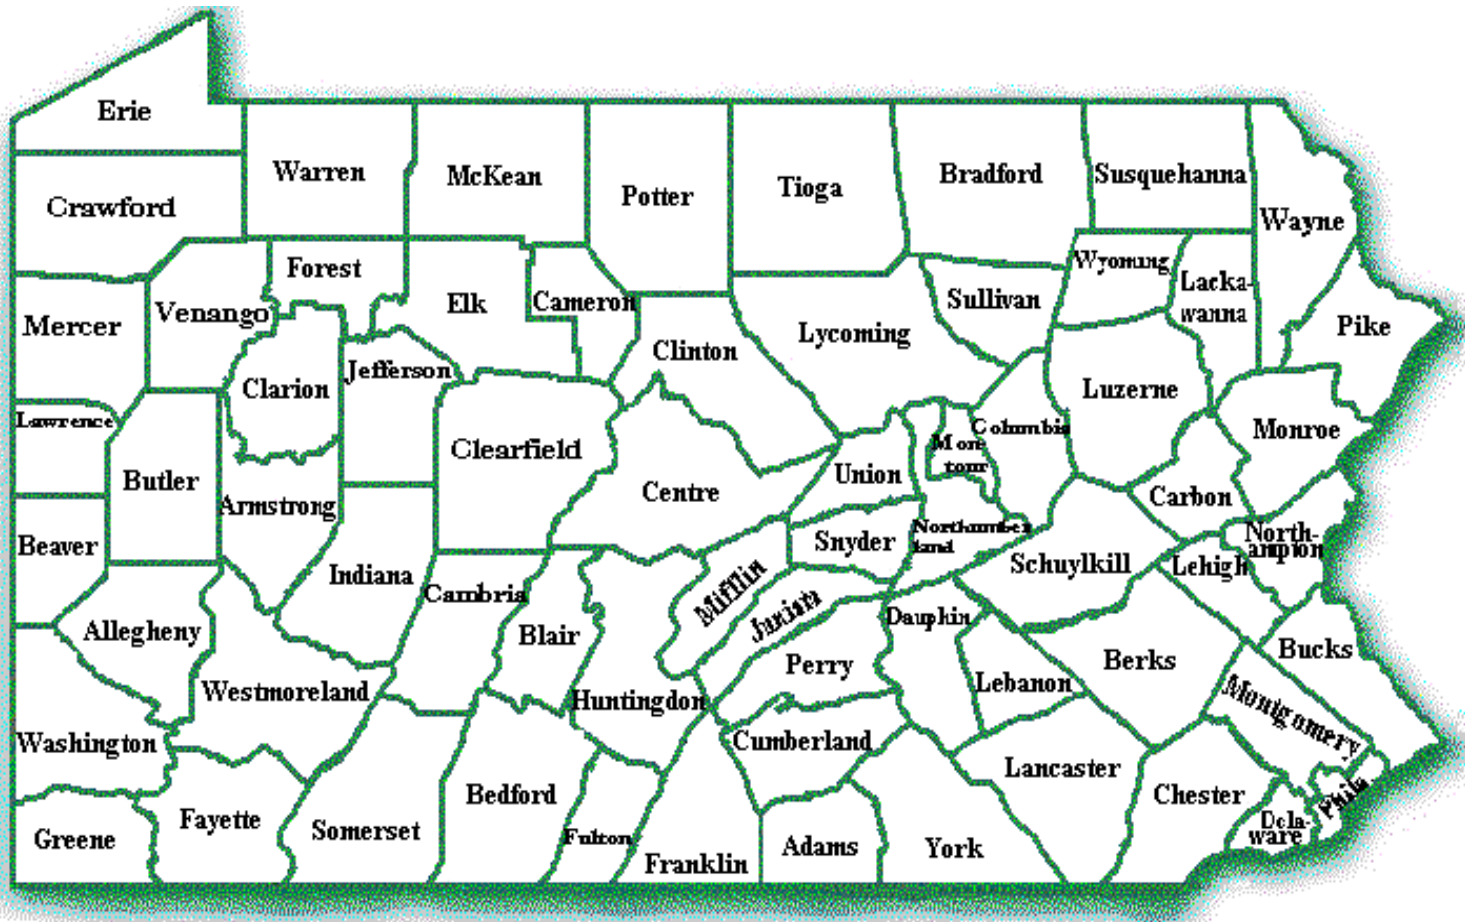 Erie
Warren
McKean
Potter
Tioga
Bradford
Susquehanna
Wayne
Crawford
Forest
Venango
Elk
Cameron
Sullivan
Wyoming
Lacka-
wanna
Mercer
Clinton
Lycoming
Pike
Clarion
Jefferson
Luzerne
Lawrence
Clearfield
Centre
Union
Mon-
tour
Columbia
Monroe
Butler
Armstrong
Carbon
Beaver
Indiana
Snyder
Northumber
land
Schuylkill
Lehigh
North-
ampton
Cambria
Mifflin
Juniata
Dauphin
Allegheny
Blair
Perry
Lebanon
Berks
Bucks
Westmoreland
Huntingdon
Montgomery
Washington
Cumberland
Lancaster
Chester
Phila.
Bedford
Dela-
ware
Greene
Fayette
Somerset
Fulton
Franklin
Adams
York